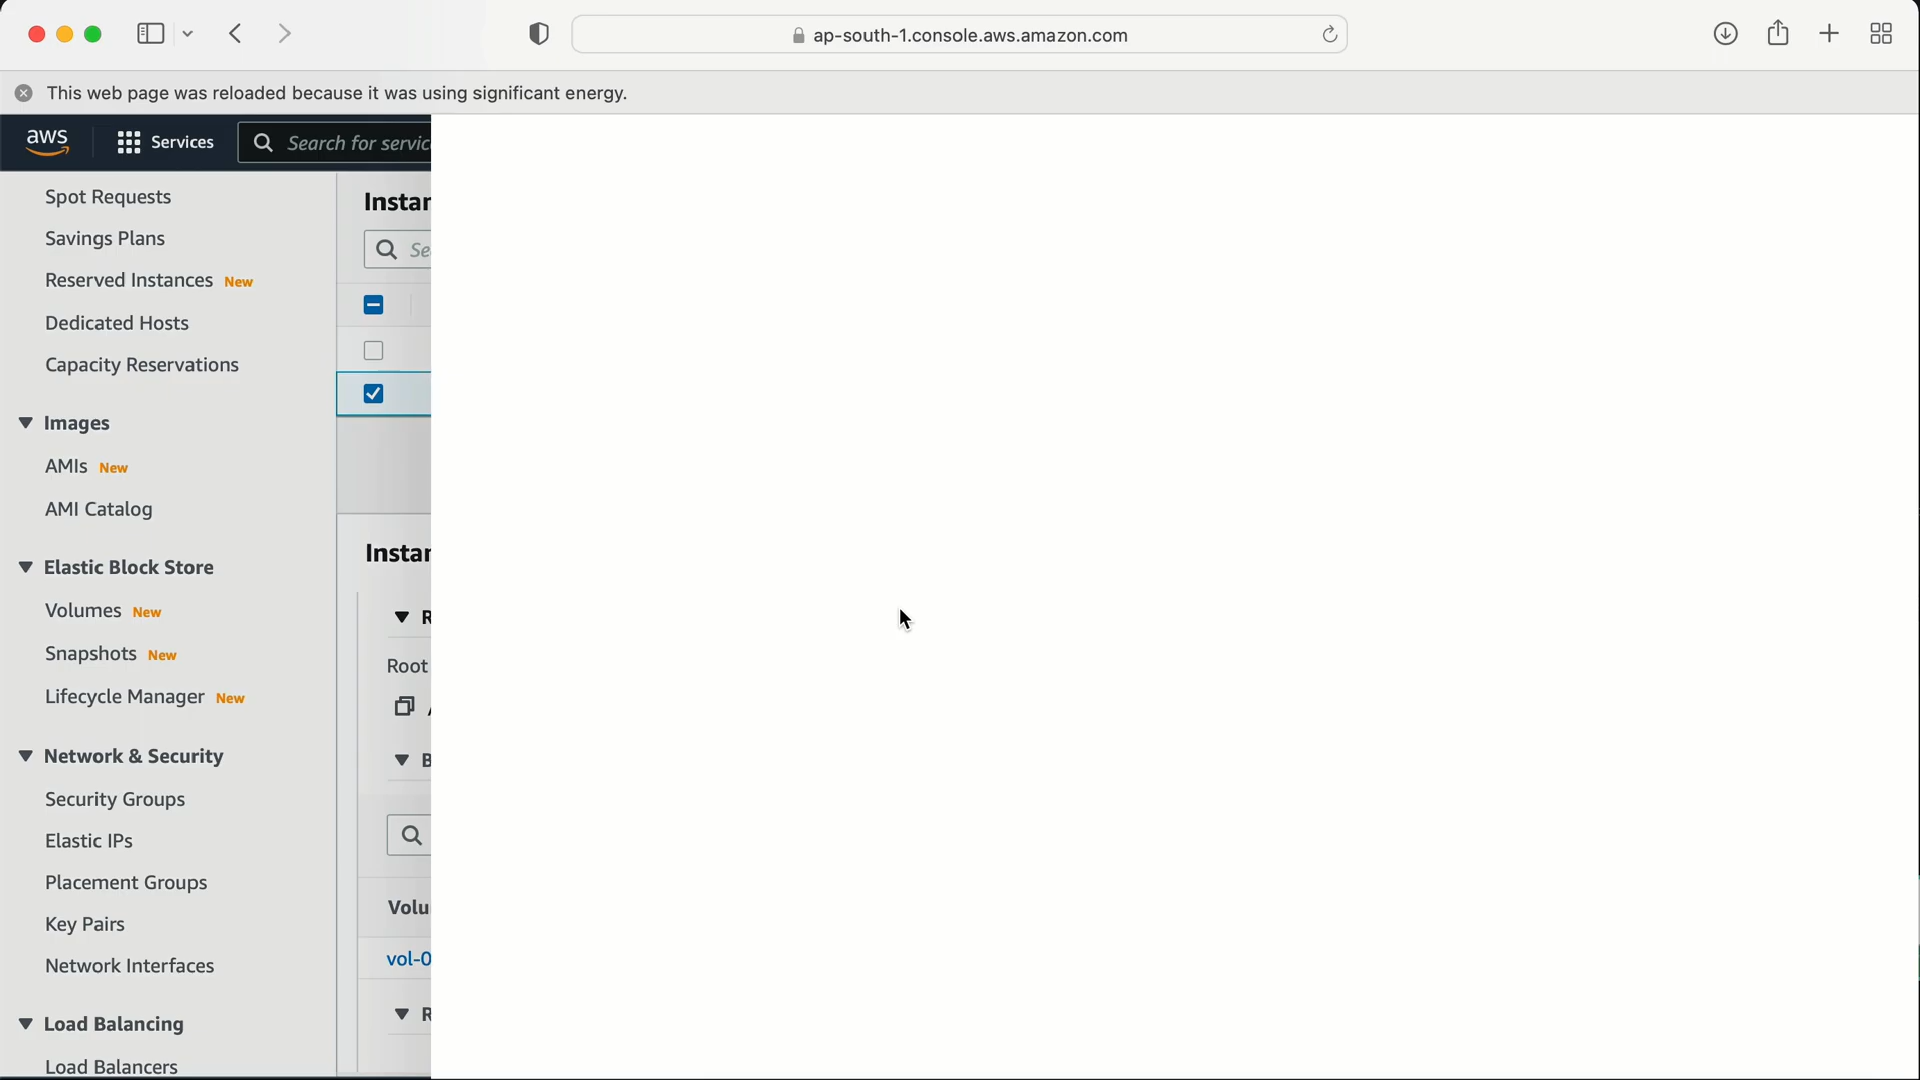 ap-south-1.console.aws.amazon.com
This web page was reloaded because it was using significant energy.
aws
Services
Search for servic
Spot Requests
Savings Plans
Reserved Instances New
Dedicated Hosts
Capacity Reservations
Images
AMIs New
AMI Catalog
Elastic Block Store
Volumes New
Snapshots New
Lifecycle Manager New
Network & Security
Security Groups
Elastic IPs
Placement Groups
Key Pairs
Network Interfaces
Load Balancing
Load Balancers
Instan
Se
Instan
R
Root
B
Volu
vol-0
R